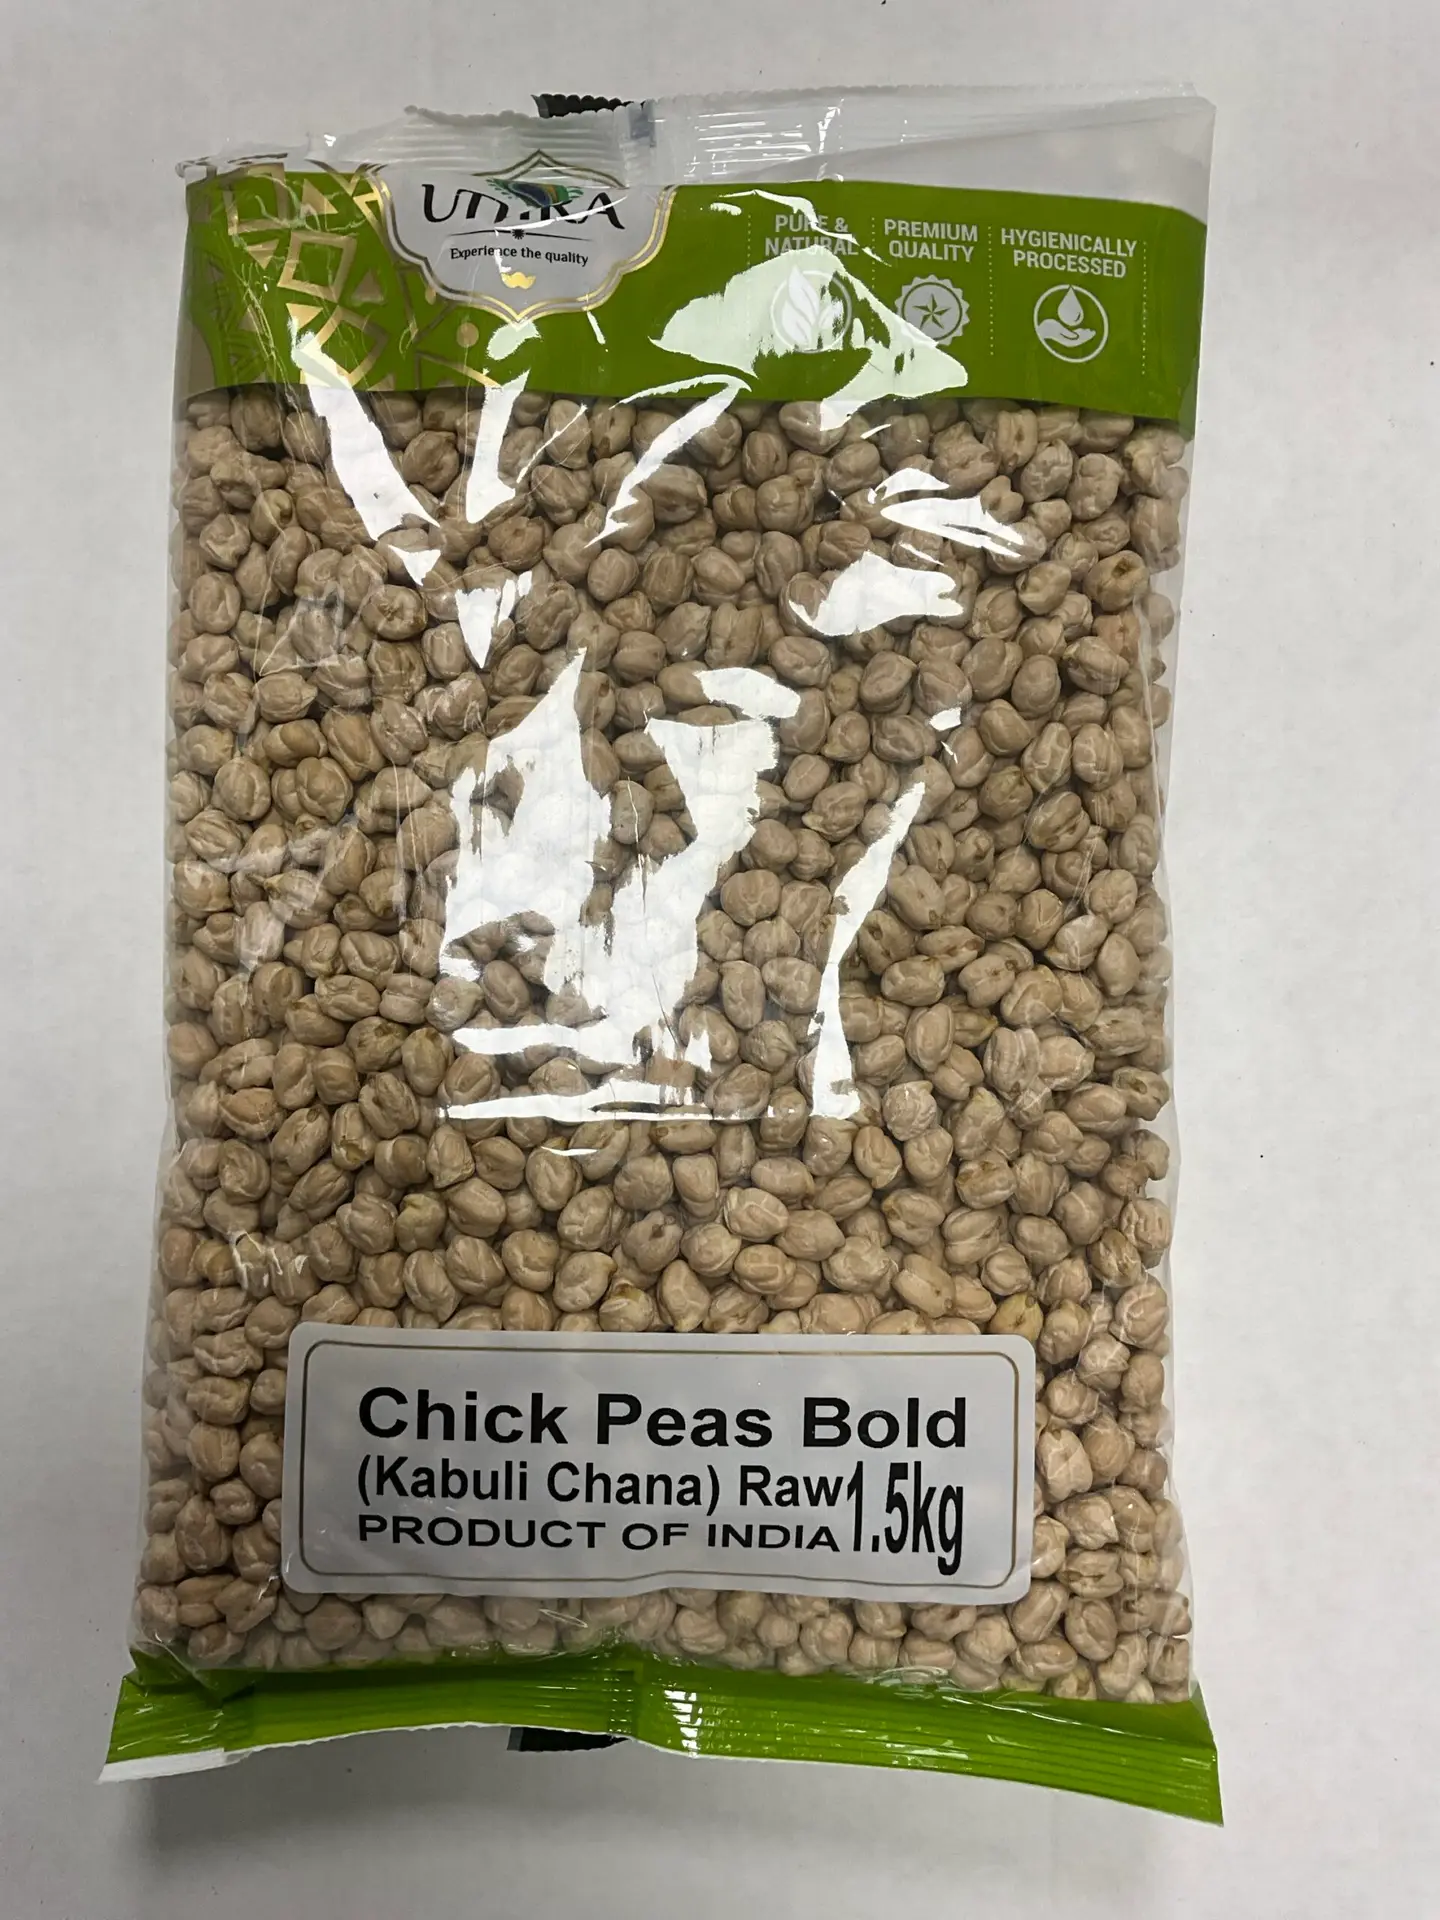 Experience the quality
PURE &
NATURAL
PREMIUM
QUALITY
HYGIENICALLY
PROCESSED
Chick Peas Bold
(Kabuli Chana) Raw 1.5kg
PRODUCT OF INDIA